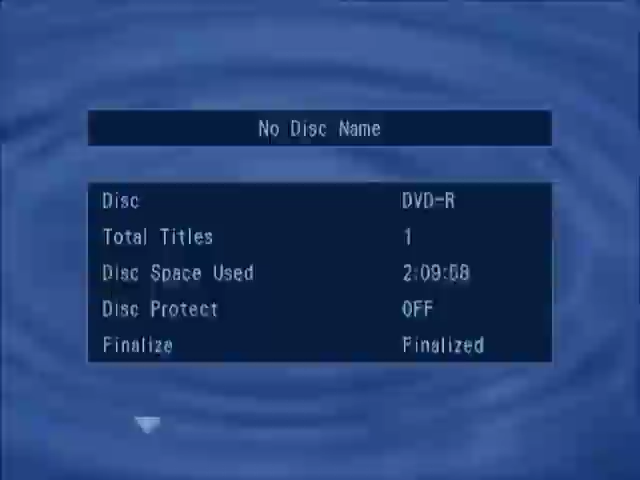 No Disc Name
Disc DVD-R
Total Titles 1
Disc Space Used 2:09:58
Disc Protect OFF
Finalize Finalized